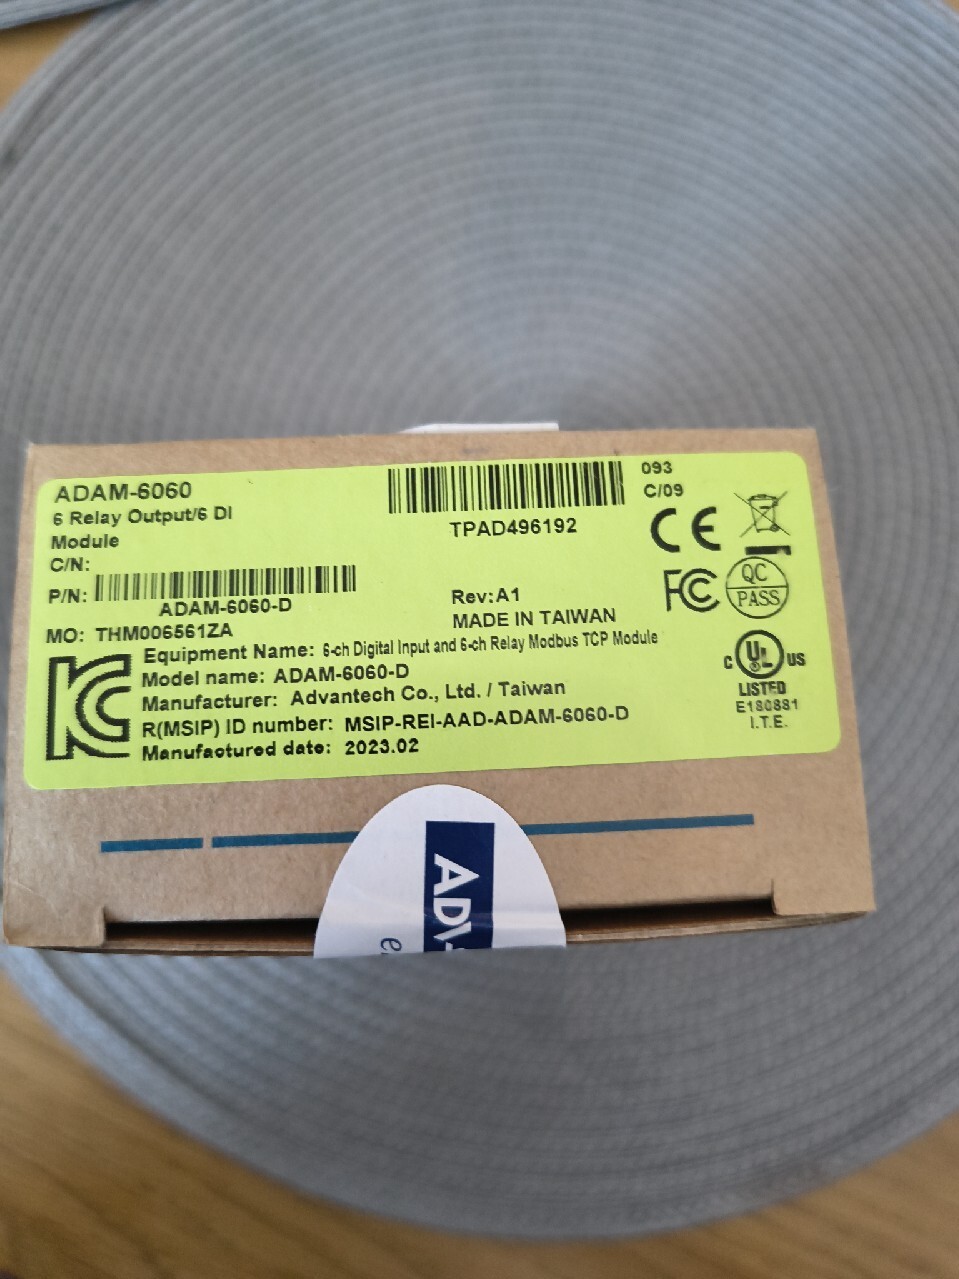 ADAM-6060
6 Relay Output/6 DI
Module
C/N:
P/N:
ADAM-6060-D
MO: THM006561ZA
TPAD496192
093
C/09
CE
Rev:A1
MADE IN TAIWAN
FC
QC
PASS
Equipment Name: 6-ch Digital Input and 6-ch Relay Modbus TCP Module
Model name: ADAM-6060-D
Manufacturer: Advantech Co., Ltd. / Taiwan
R(MSIP) ID number: MSIP-REI-AAD-ADAM-6060-D
Manufactured date: 2023.02
KC
C UL US
LISTED
E180881
I.T.E.